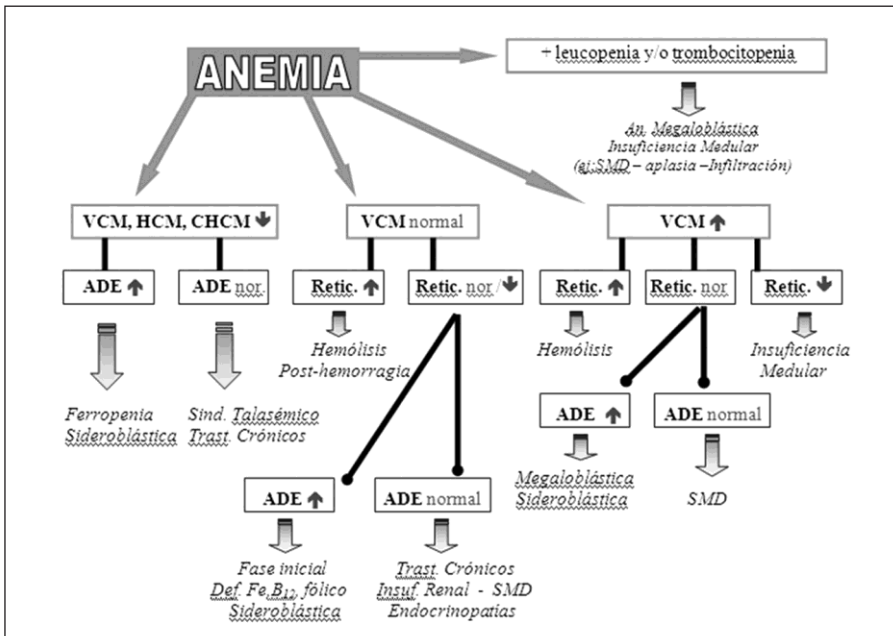 ANEMIA
+ leucopenia y/o trombocitopenia
An. Megaloblástica
Insuficiencia Medular
(ej:SMD – aplasia –Infiltración)
VCM, HCM, CHCM
VCM normal
VCM
ADE
ADE nor.
Retic.
Retic. nor /
Retic.
Retic. nor
Retic.
Hemólisis
Post-hemorragia
Hemólisis
Insuficiencia
Medular
Ferropenia
Sideroblástica
Sind. Talasémico
Trast. Crónicos
ADE
ADE normal
Megaloblástica
Sideroblástica
SMD
ADE
ADE normal
Fase inicial
Def. Fe,B12, fólico
Sideroblástica
Trast. Crónicos
Insuf. Renal - SMD
Endocrinopatías